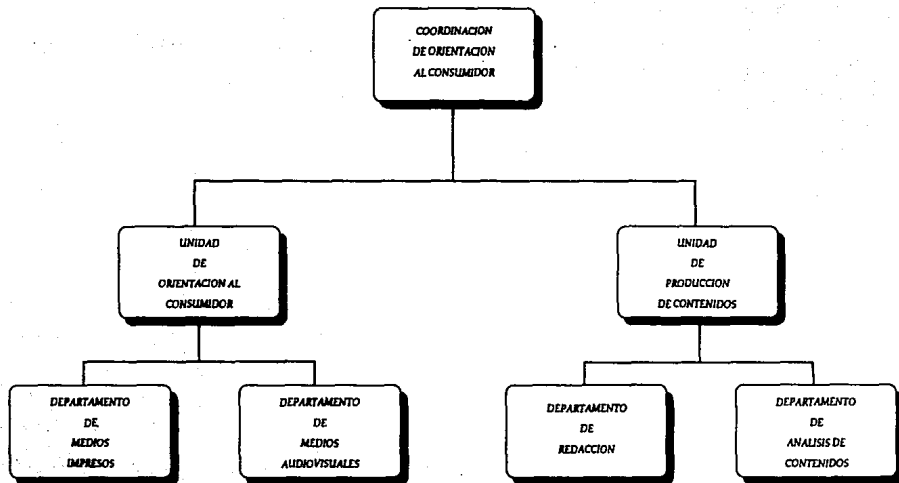 COORDINACION
DE ORIENTACION
AL CONSUMIDOR
UNIDAD
DE
ORIENTACION AL
CONSUMIDOR
UNIDAD
DE
PRODUCCION
DE CONTENIDOS
DEPARTAMENTO
DE
MEDIOS
IMPRESOS
DEPARTAMENTO
DE
MEDIOS
AUDIOVISUALES
DEPARTAMENTO
DE
REDACCION
DEPARTAMENTO
DE
ANALISIS DE
CONTENIDOS